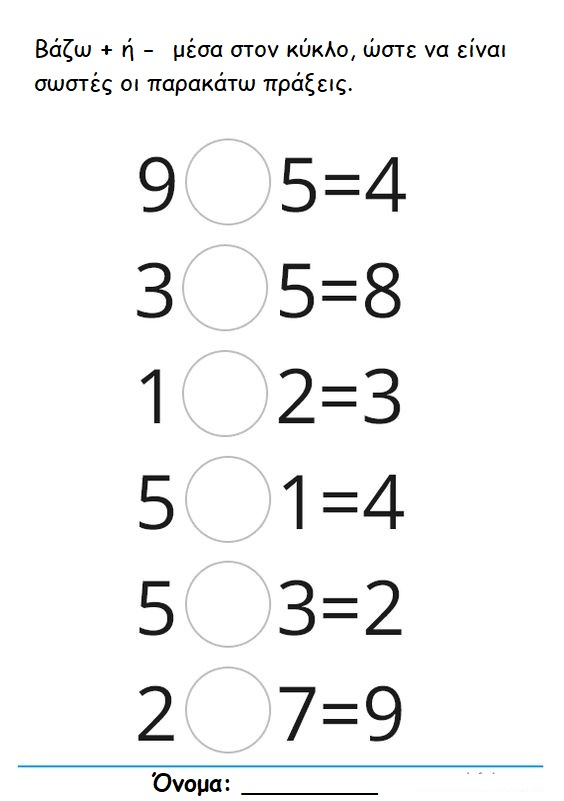 Βάζω + ή - μέσα στον κύκλο, ώστε να είναι
σωστές οι παρακάτω πράξεις.
9 5=4
3 5=8
1 2=3
5 1=4
5 3=2
2 7=9
Όνομα: ___________